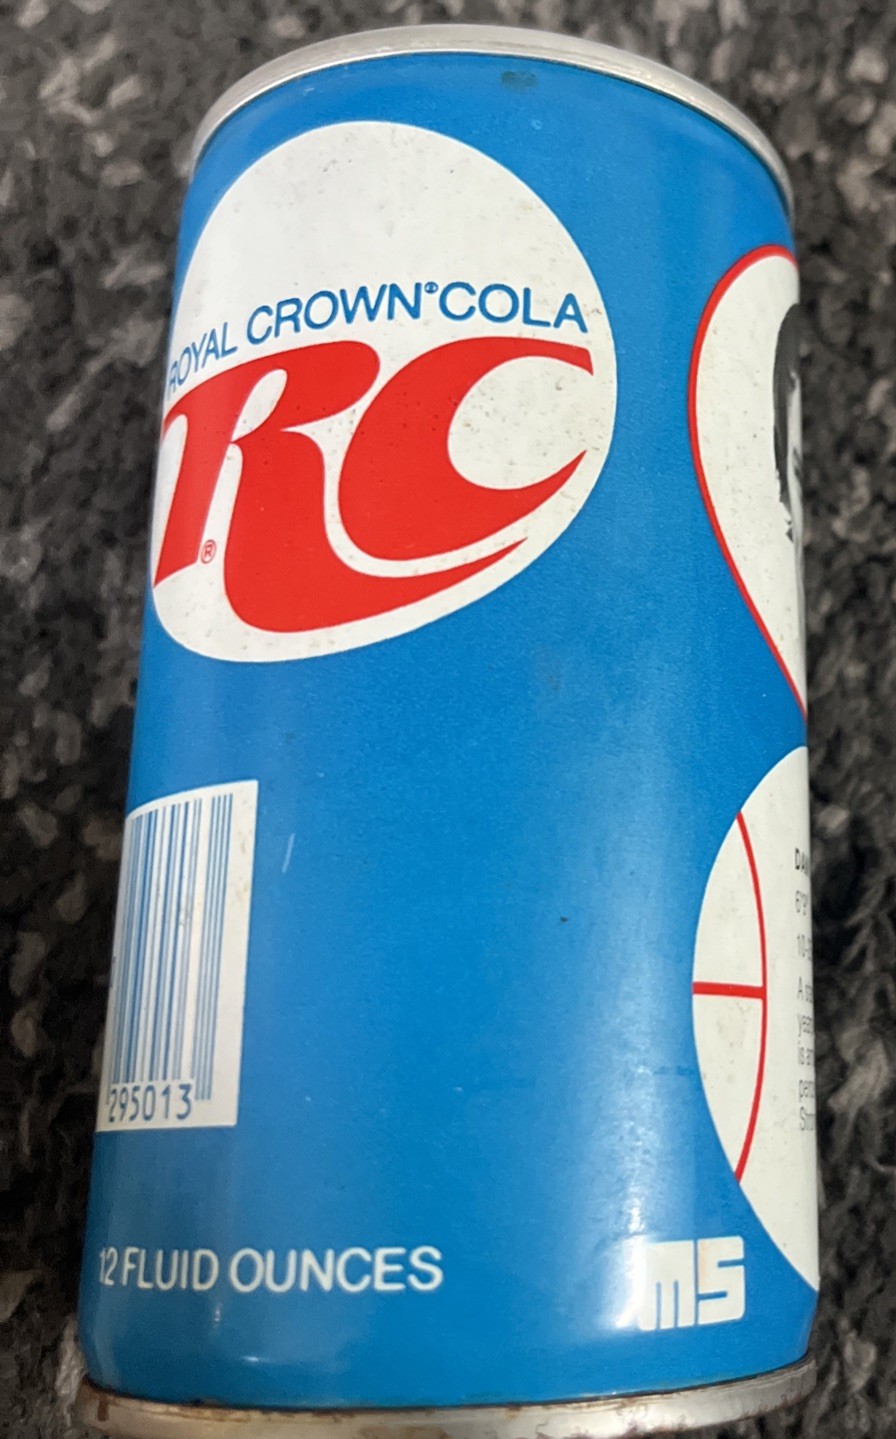 ROYAL CROWN® COLA
RC®
295013
12 FLUID OUNCES
MS